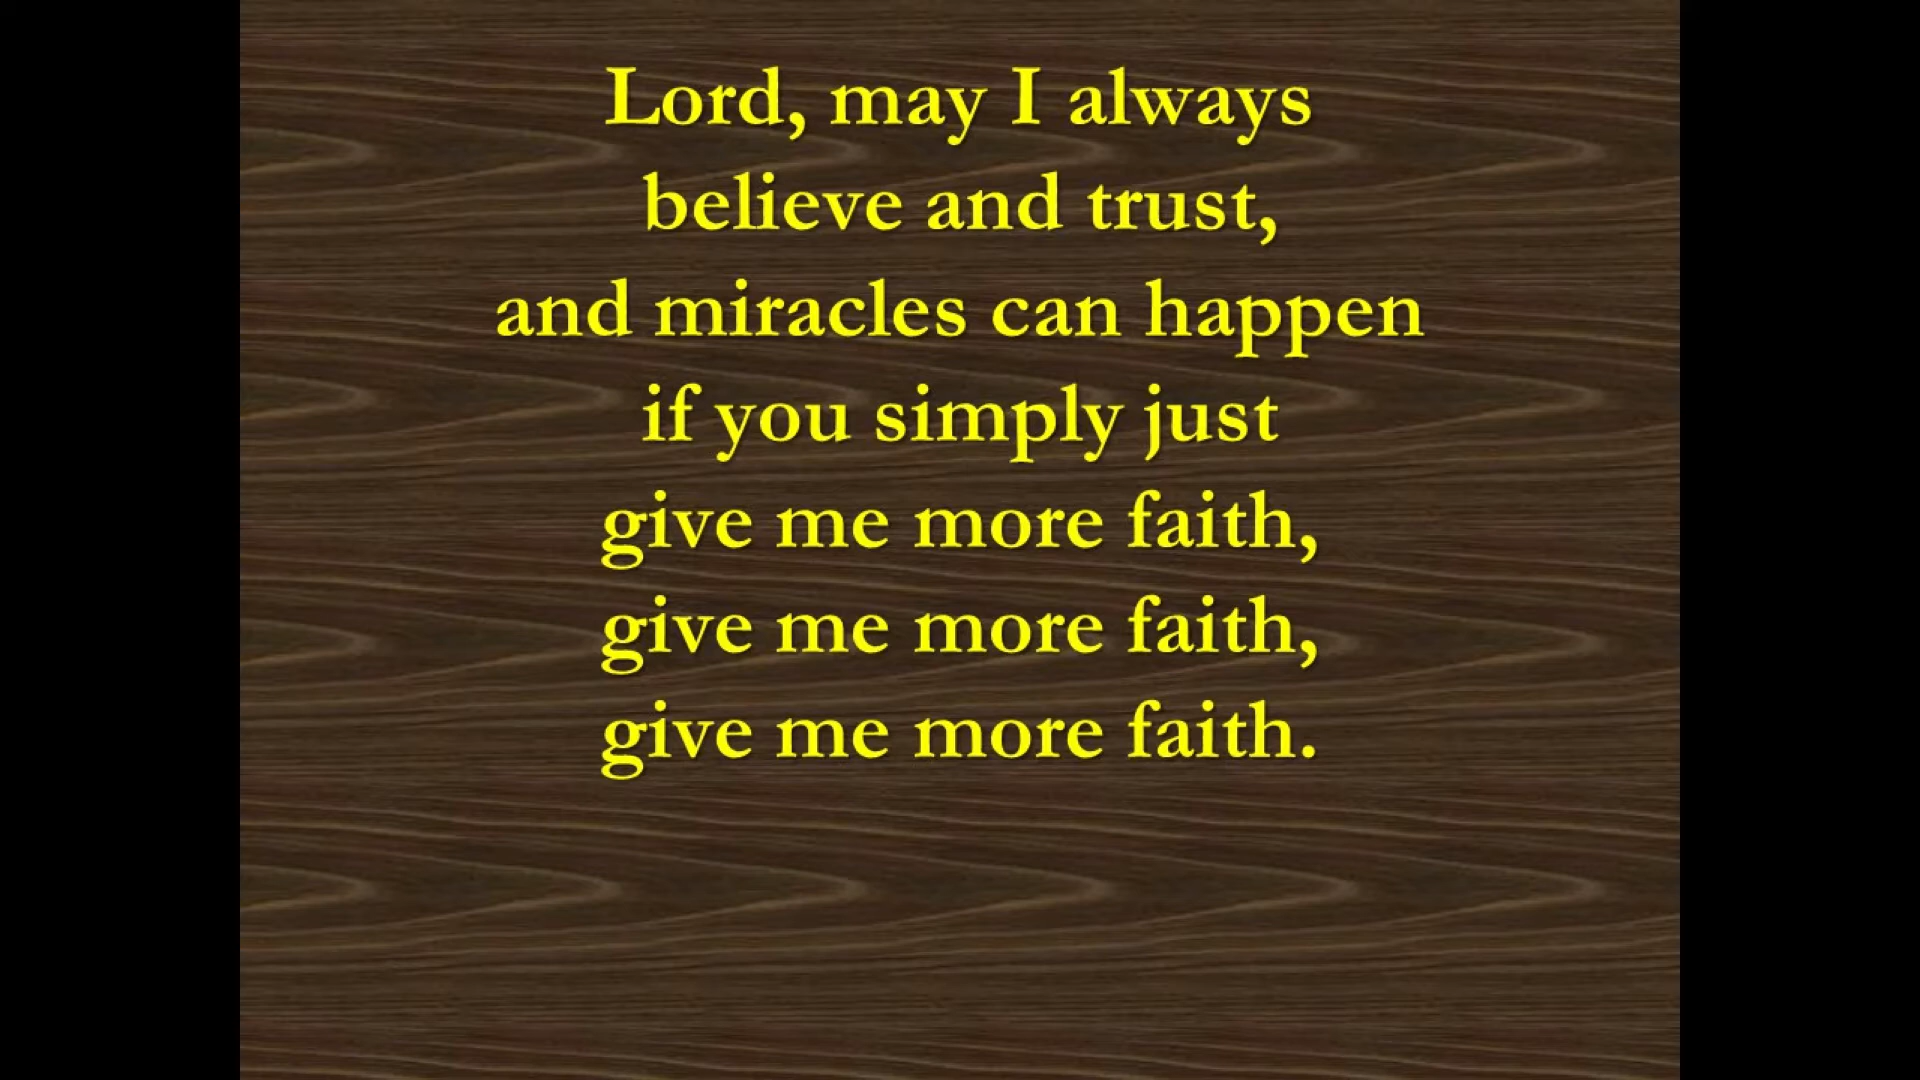 Lord, may I always
believe and trust,
and miracles can happen
if you simply just
give me more faith,
give me more faith,
give me more faith.